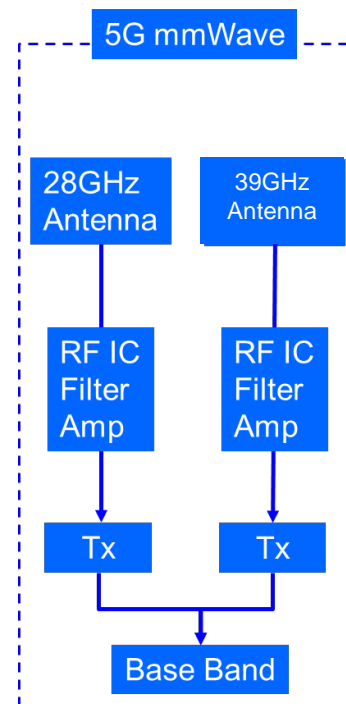 5G mmWave
28GHz
Antenna
39GHz
Antenna
RF IC
Filter
Amp
RF IC
Filter
Amp
Tx
Tx
Base Band